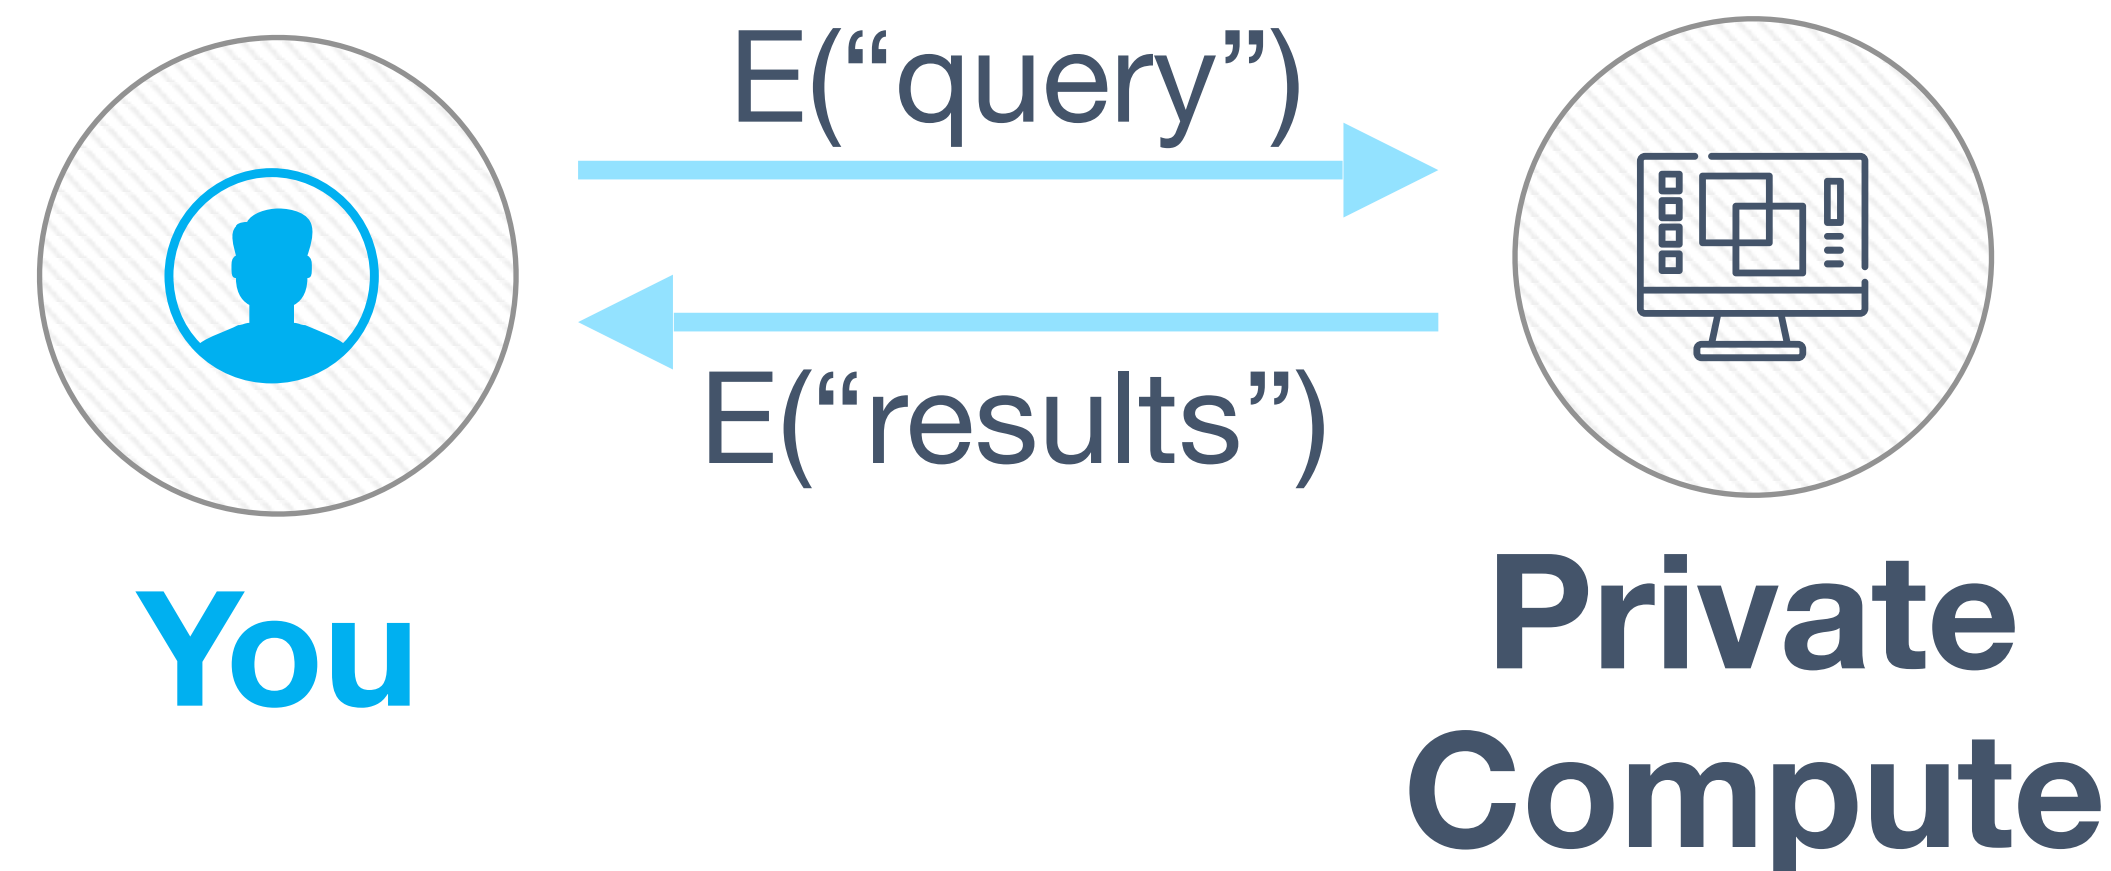 E(“query”)
E(“results”)
You
Private
Compute